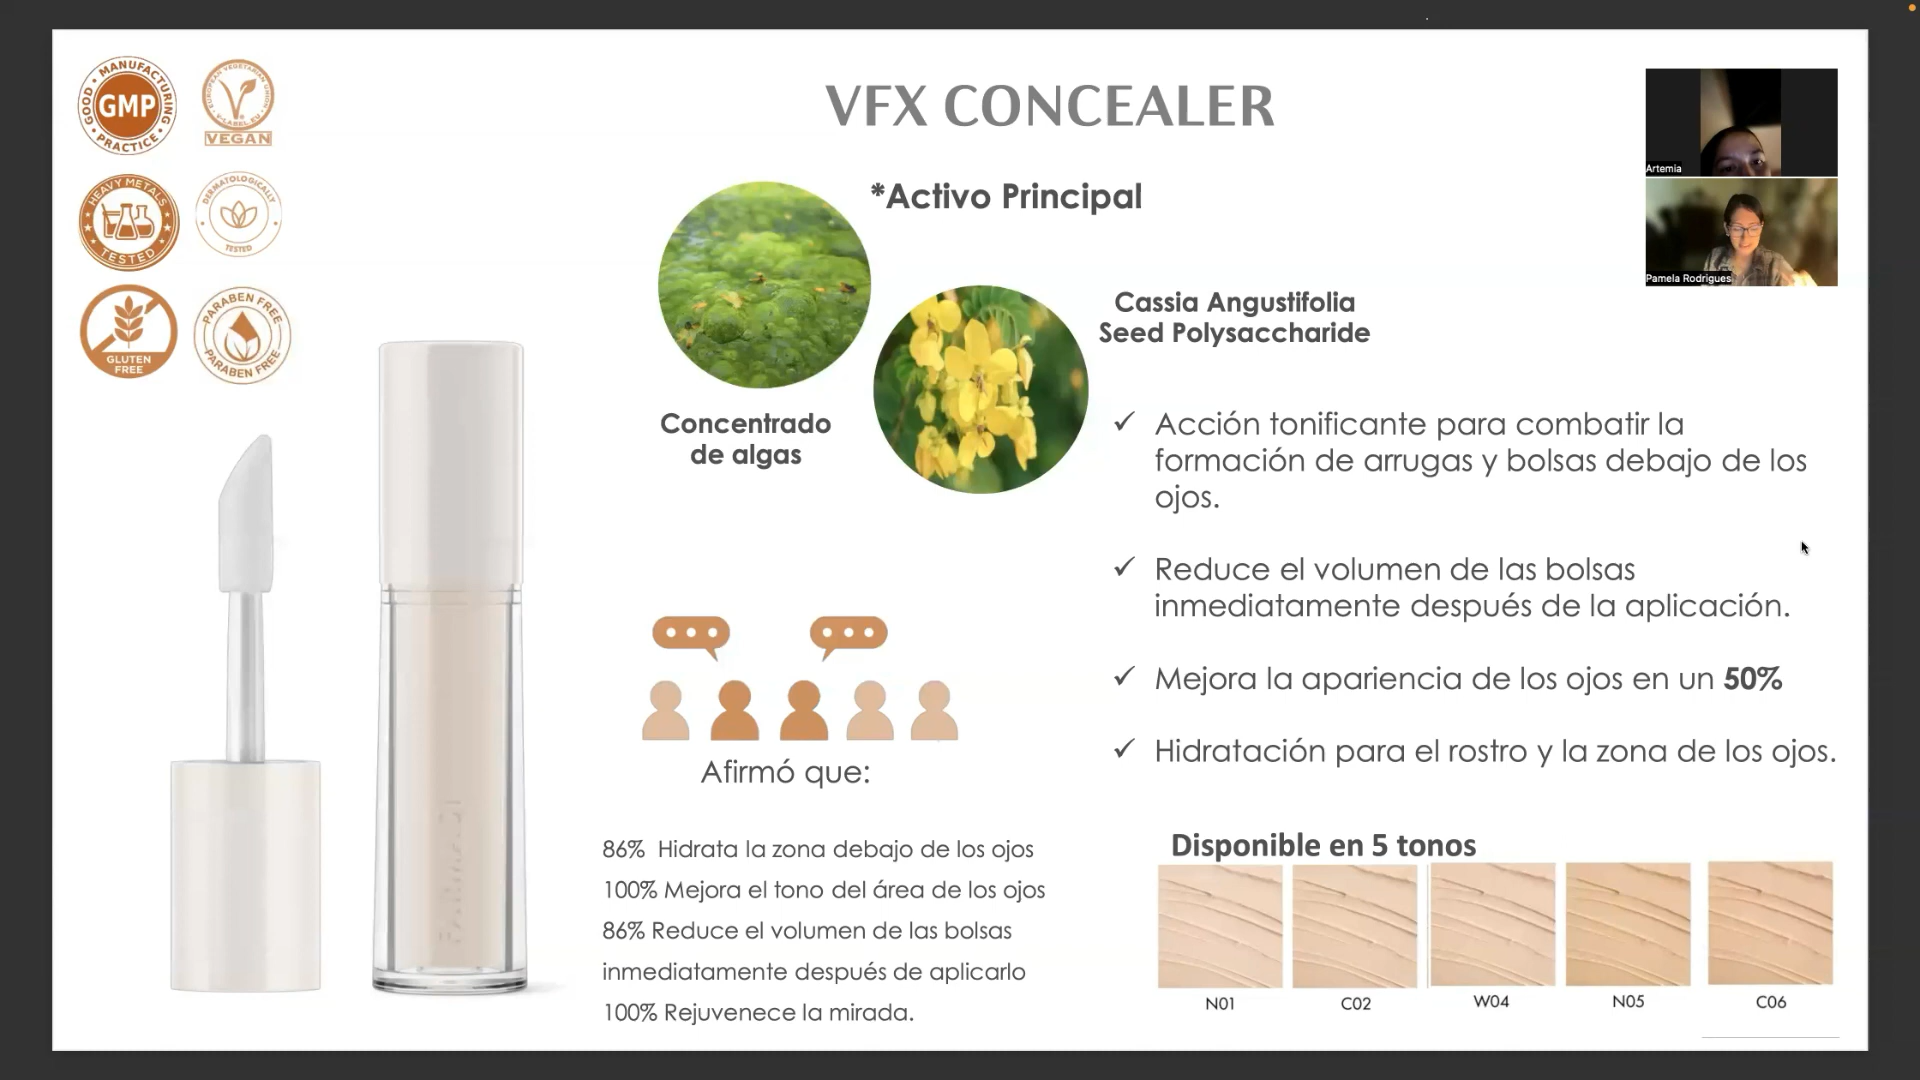 GOOD MANUFACTURING PRACTICE
GMP
EUROPEAN VEGETARIAN UNION
V-LABEL.EU
VEGAN
HEAVY METALS
TESTED
DERMATOLOGICALLY
TESTED
GLUTEN
FREE
PARABEN FREE
PARABEN FREE
VFX CONCEALER
*Activo Principal
Concentrado
de algas
Cassia Angustifolia
Seed Polysaccharide
Artemia
Pamela Rodrigues
✓ Acción tonificante para combatir la
formación de arrugas y bolsas debajo de los
ojos.
✓ Reduce el volumen de las bolsas
inmediatamente después de la aplicación.
✓ Mejora la apariencia de los ojos en un 50%
✓ Hidratación para el rostro y la zona de los ojos.
Afirmó que:
86% Hidrata la zona debajo de los ojos
100% Mejora el tono del área de los ojos
86% Reduce el volumen de las bolsas
inmediatamente después de aplicarlo
100% Rejuvenece la mirada.
Disponible en 5 tonos
N01 C02 W04 N05 C06